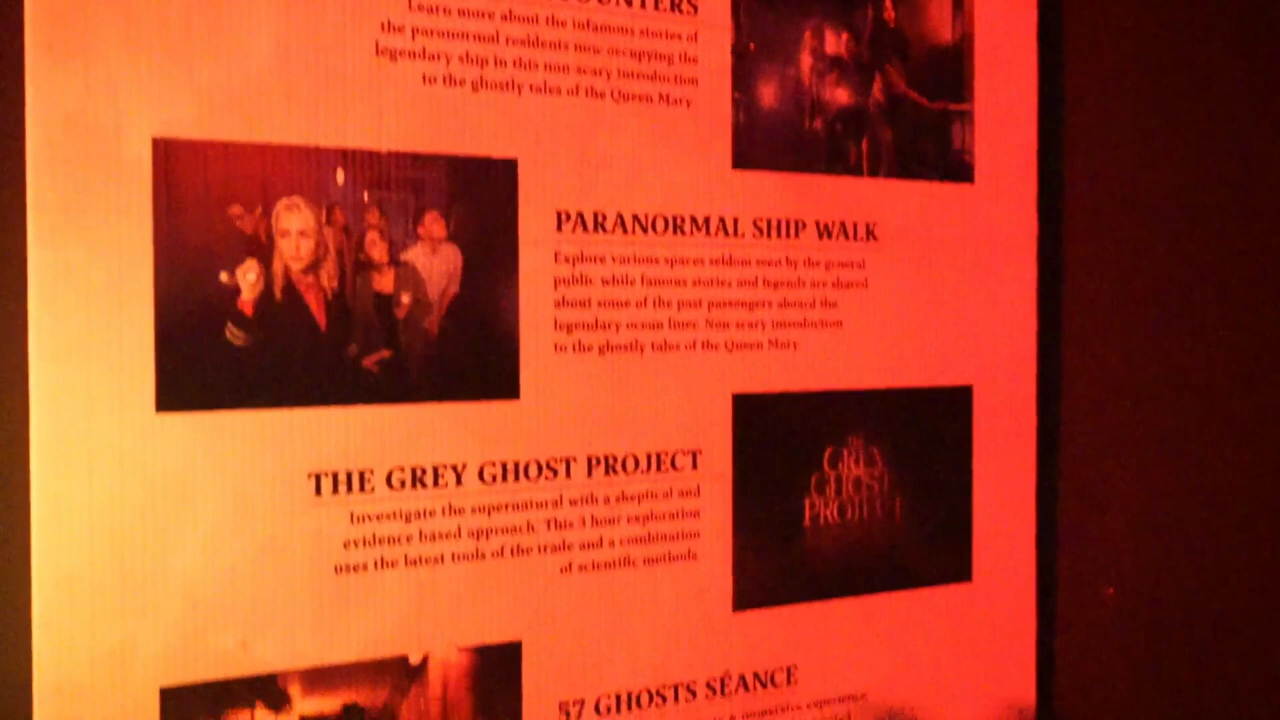 OUNTERS
Learn more about the infamous stories of
the paranormal residents now occupying the
legendary ship in this non scary introduction
to the ghostly tales of the Queen Mary
PARANORMAL SHIP WALK
Explore various spaces seldom seen by the general
public while famous stories and legends are shared
about some of the past passengers aboard the
legendary ocean liner. Non scary introduction
to the ghostly tales of the Queen Mary
THE GREY GHOST PROJECT
Investigate the supernatural with a skeptical and
evidence based approach. This 3 hour exploration
uses the latest tools of the trade and a combination
of scientific methods
THE
GREY
GHOST
PROJECT
57 GHOSTS SÉANCE
experience